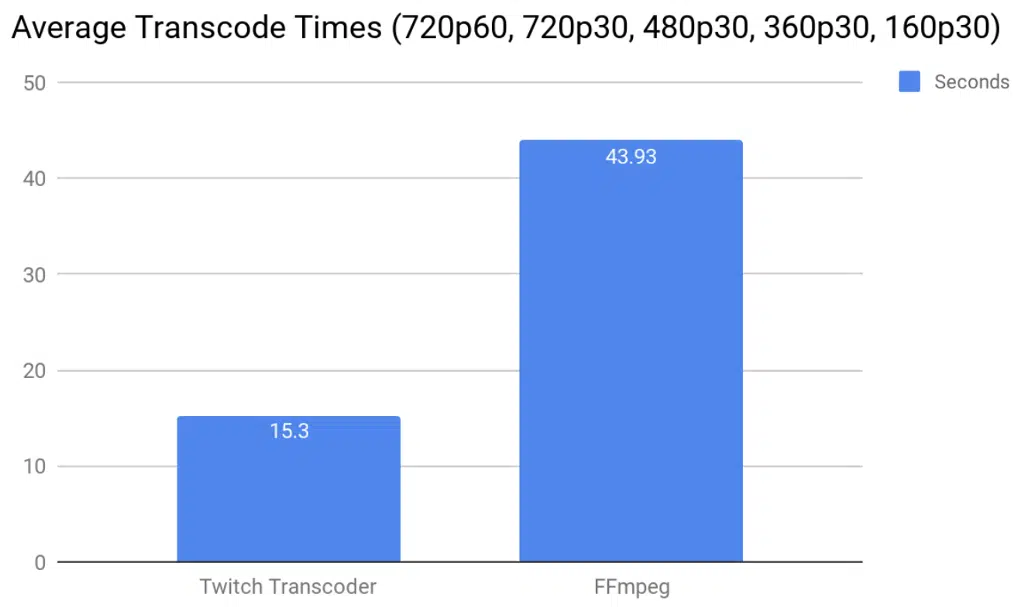 Average Transcode Times (720p60, 720p30, 480p30, 360p30, 160p30)
50
Seconds
43.93
40
30
20
15.3
10
0
Twitch Transcoder
FFmpeg